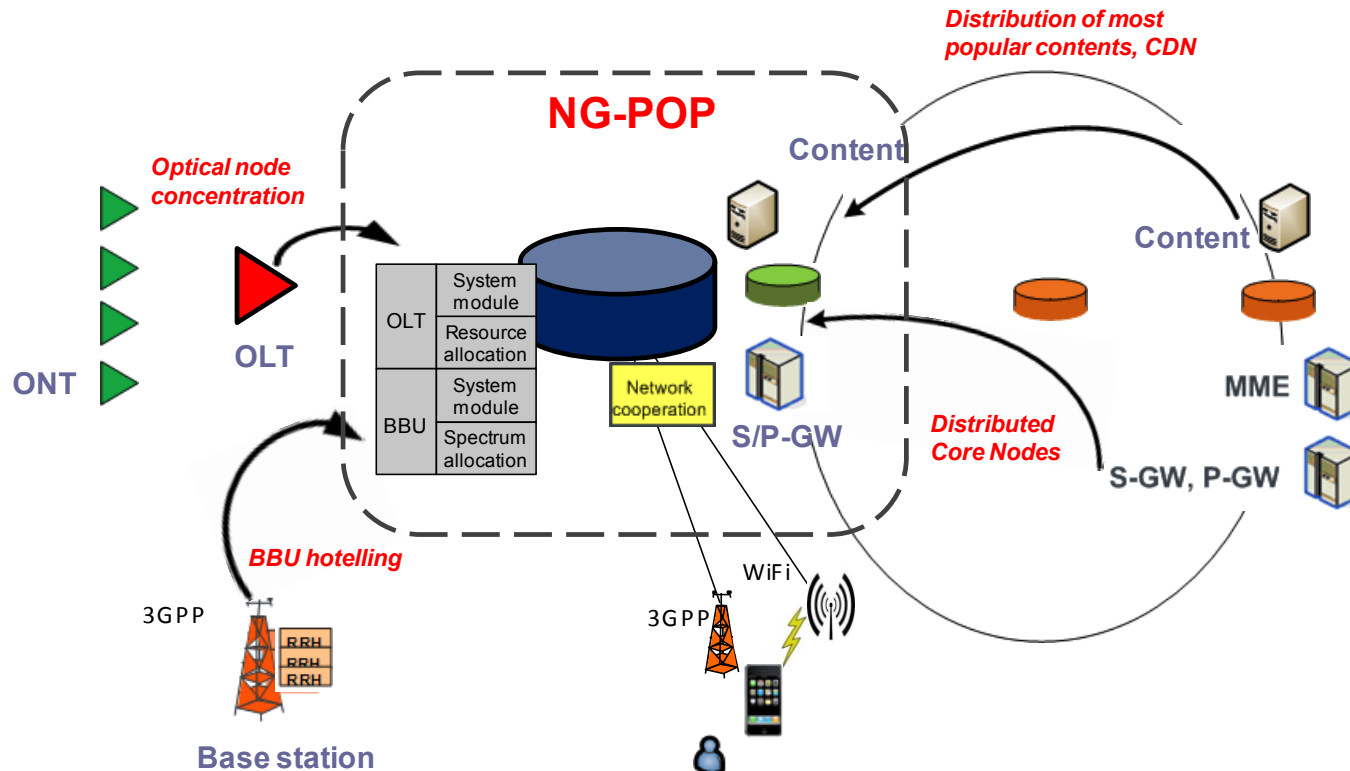 Distribution of most
popular contents, CDN
NG-POP
Content
Optical node
concentration
Content
OLT
System
module
Resource
allocation
BBU
System
module
Spectrum
allocation
OLT
ONT
Network
cooperation
S/P-GW
MME
Distributed
Core Nodes
S-GW, P-GW
BBU hotelling
WiFi
3GPP
3GPP
RRH
RRH
RRH
Base station